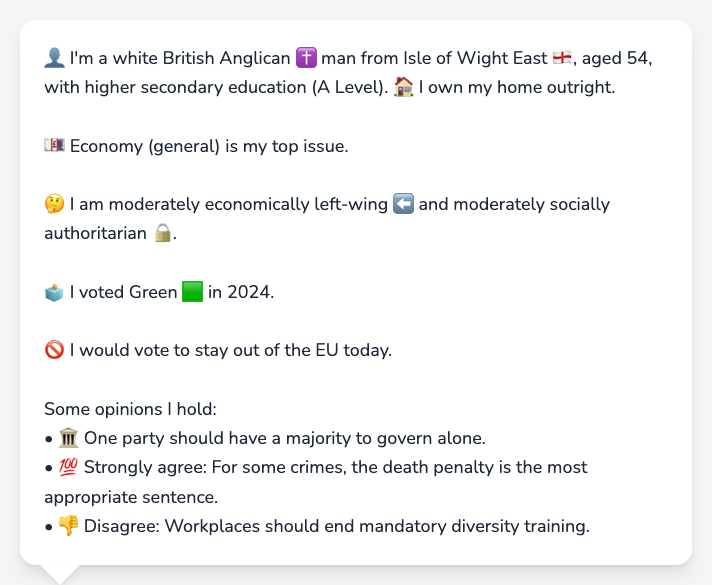 👤 I'm a white British Anglican ✝️ man from Isle of Wight East 🏴󠁧󠁢󠁥󠁮󠁧󠁿, aged 54,
with higher secondary education (A Level). 🏠 I own my home outright.
💷 Economy (general) is my top issue.
🤔 I am moderately economically left-wing ⬅️ and moderately socially
authoritarian 🔒.
🗳️ I voted Green 🟩 in 2024.
🚫 I would vote to stay out of the EU today.
Some opinions I hold:
• 🏛️ One party should have a majority to govern alone.
• 💯 Strongly agree: For some crimes, the death penalty is the most
appropriate sentence.
• 👎 Disagree: Workplaces should end mandatory diversity training.